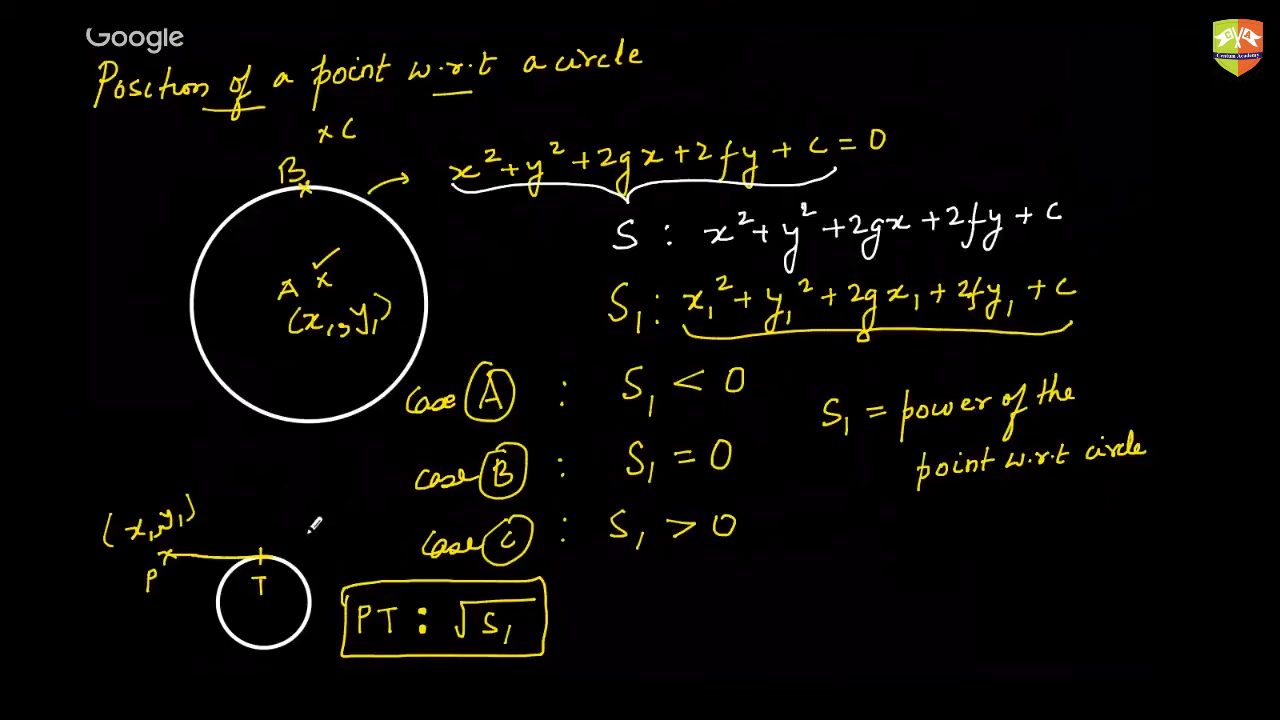 Google
Position of a point w.r.t a circle
x C
B
x² + y² + 2gx + 2fy + c = 0
S : x² + y² + 2gx + 2fy + c
A x
(x₁, y₁)
S₁ : x₁² + y₁² + 2gx₁ + 2fy₁ + c
case A : S₁ < 0
S₁ = power of the
point w.r.t circle
case B : S₁ = 0
case C : S₁ > 0
(x₁, y₁)
P
T
PT : √S₁
Centum Academy